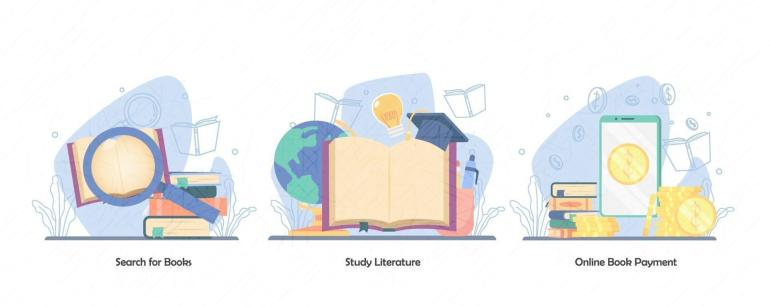 Search for Books
Study Literature
Online Book Payment